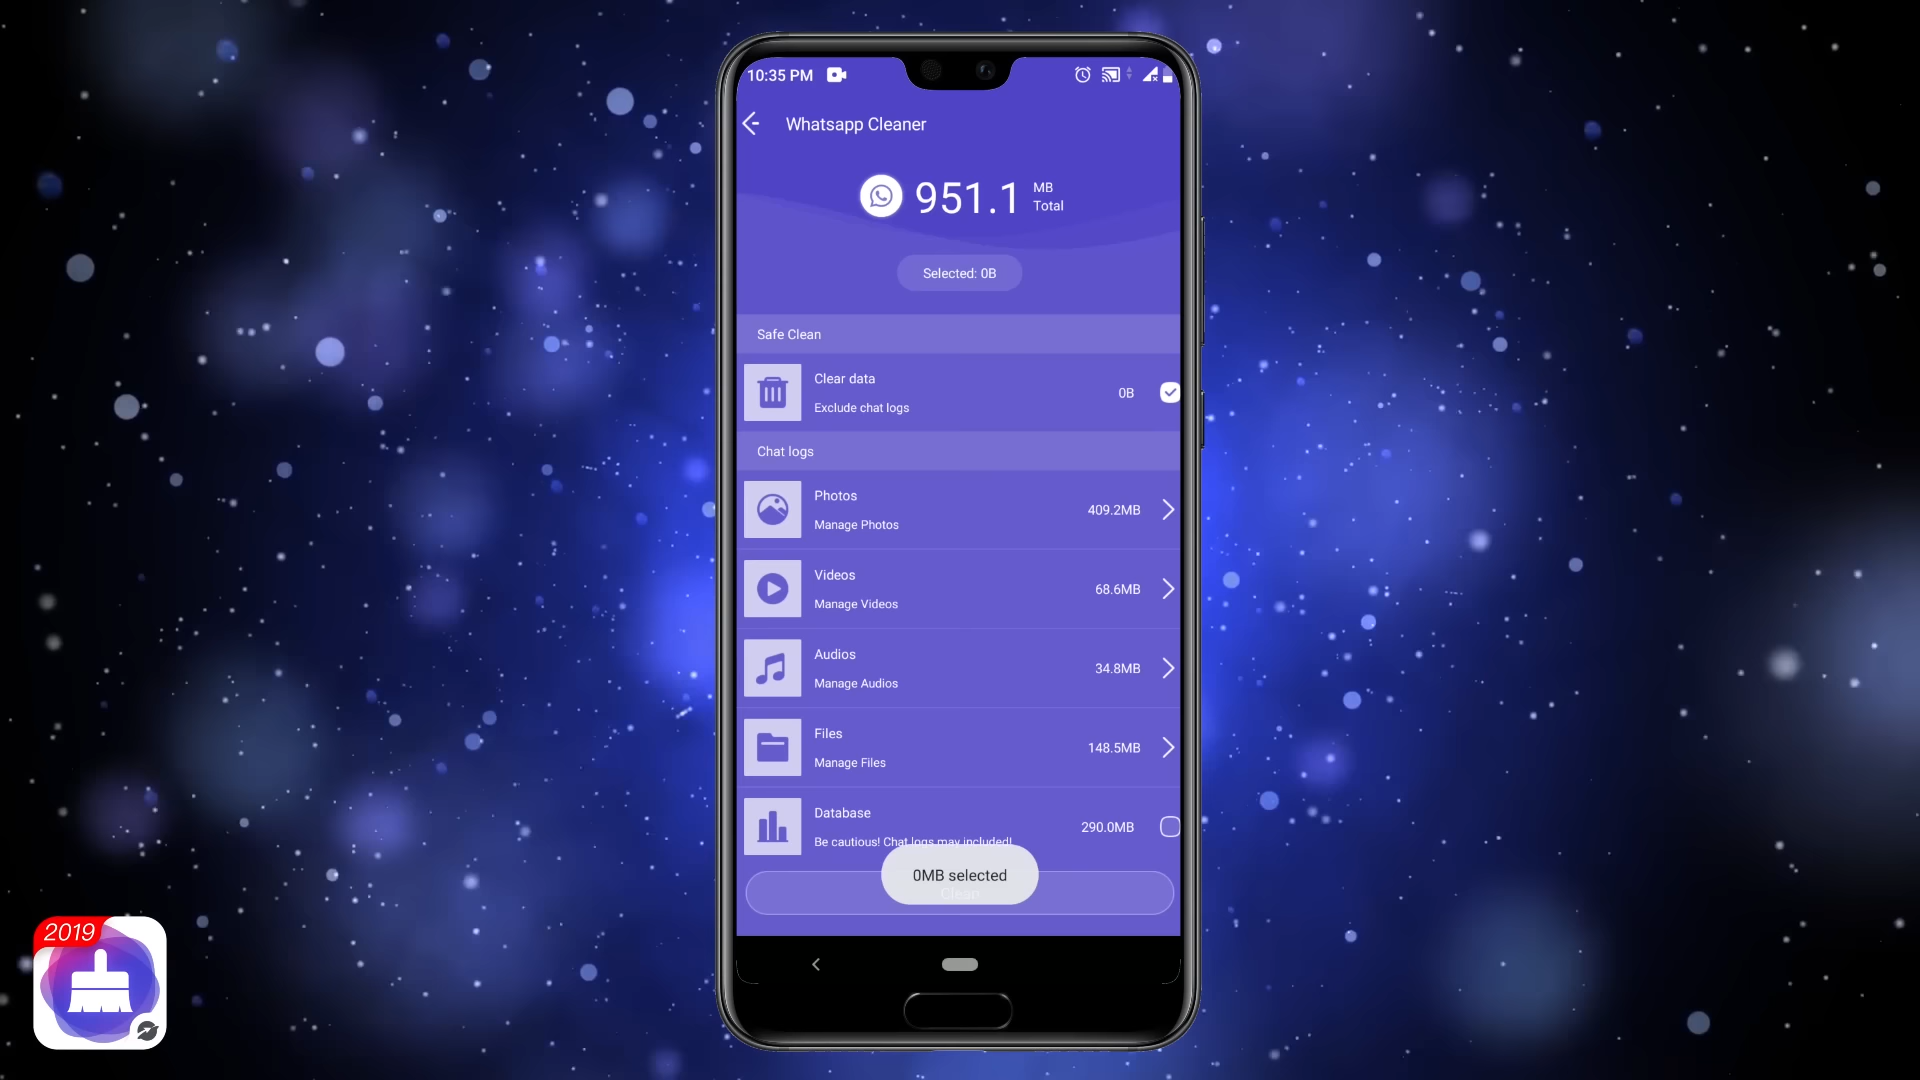 10:35 PM
Whatsapp Cleaner
951.1 MB
Total
Selected: 0B
Safe Clean
Clear data
Exclude chat logs
0B
Chat logs
Photos
Manage Photos
409.2MB
Videos
Manage Videos
68.6MB
Audios
Manage Audios
34.8MB
Files
Manage Files
148.5MB
Database
Be cautious! Chat logs may included!
290.0MB
0MB selected
Clean
2019